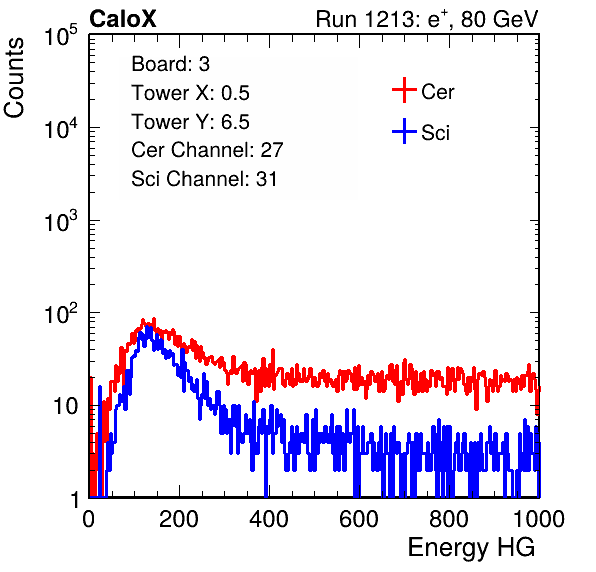 CaloX Run 1213: e⁺, 80 GeV
Counts
Board: 3
Tower X: 0.5
Tower Y: 6.5
Cer Channel: 27
Sci Channel: 31
Cer
Sci
10⁵
10⁴
10³
10²
10
1
0 200 400 600 800 1000
Energy HG